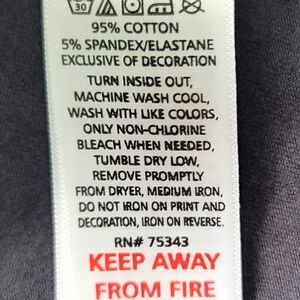 30
95% COTTON
5% SPANDEX/ELASTANE
EXCLUSIVE OF DECORATION
TURN INSIDE OUT,
MACHINE WASH COOL,
WASH WITH LIKE COLORS,
ONLY NON-CHLORINE
BLEACH WHEN NEEDED,
TUMBLE DRY LOW,
REMOVE PROMPTLY
FROM DRYER, MEDIUM IRON,
DO NOT IRON ON PRINT AND
DECORATION, IRON ON REVERSE.
RN# 75343
KEEP AWAY
FROM FIRE